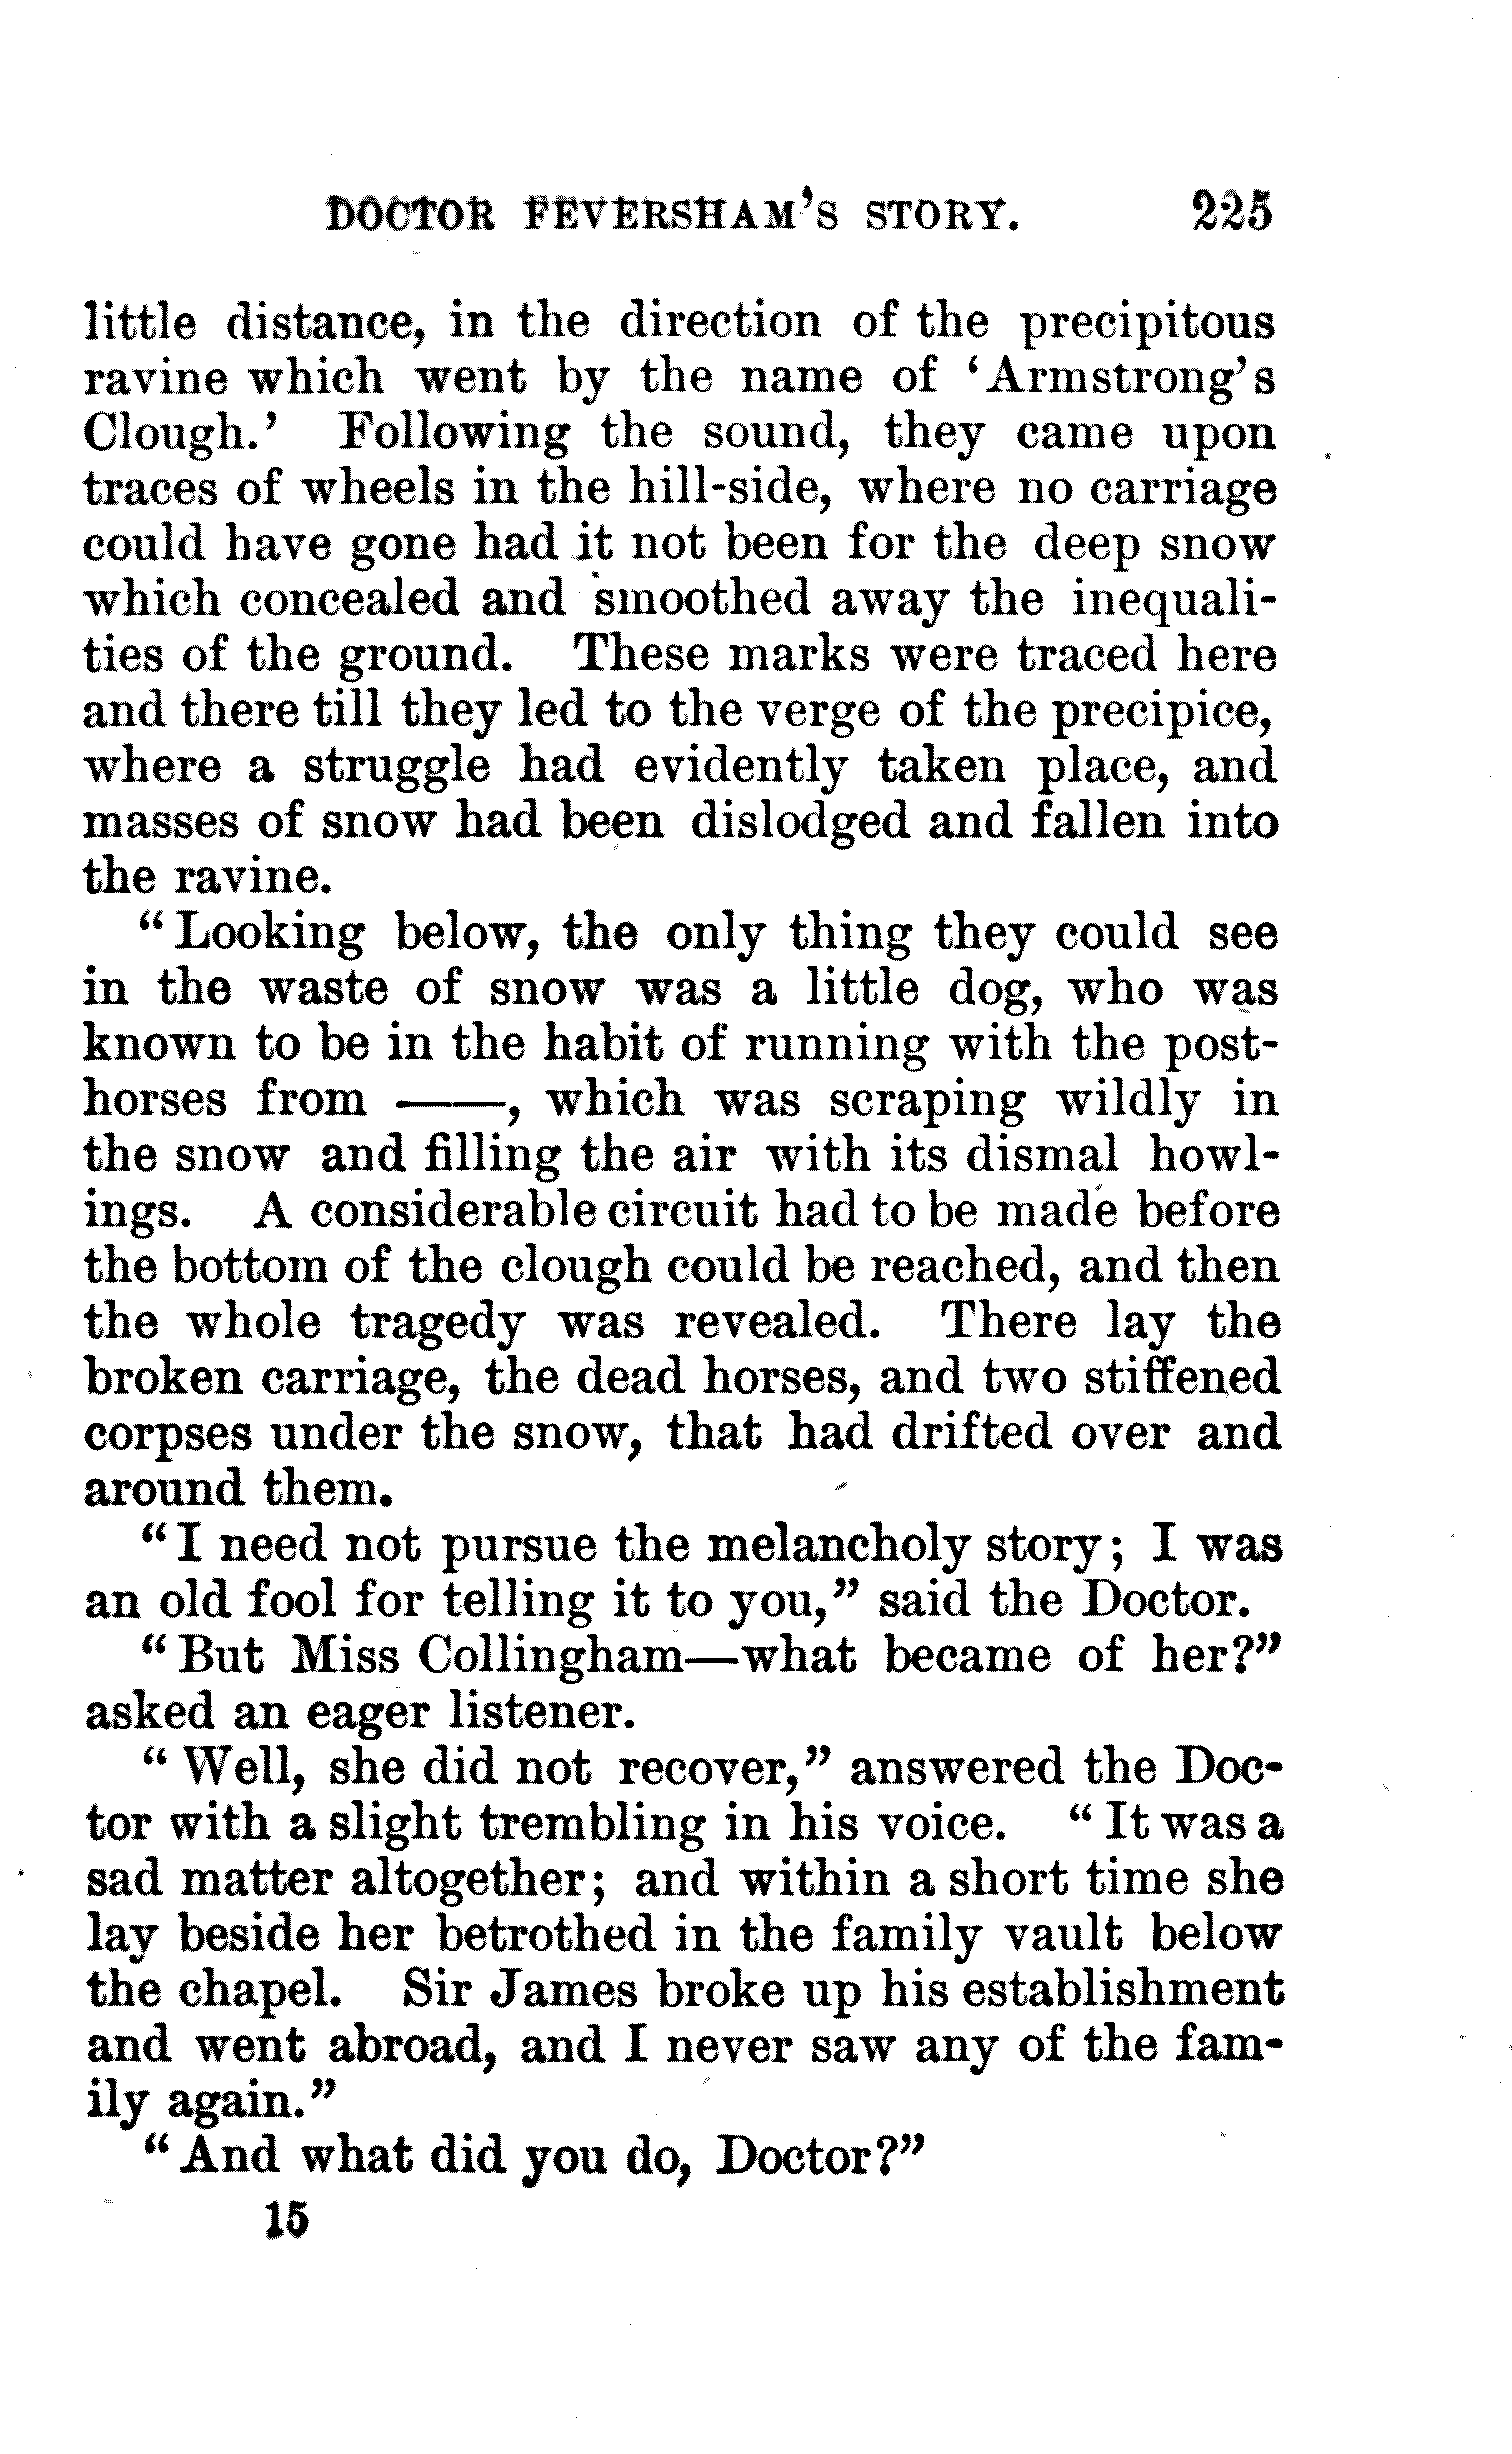 DOCTOR FEVERSHAM'S STORY. 225
little distance, in the direction of the precipitous
ravine which went by the name of ‘Armstrong’s
Clough.’ Following the sound, they came upon
traces of wheels in the hill-side, where no carriage
could have gone had it not been for the deep snow
which concealed and smoothed away the inequali-
ties of the ground. These marks were traced here
and there till they led to the verge of the precipice,
where a struggle had evidently taken place, and
masses of snow had been dislodged and fallen into
the ravine.
“Looking below, the only thing they could see
in the waste of snow was a little dog, who was
known to be in the habit of running with the post-
horses from ——, which was scraping wildly in
the snow and filling the air with its dismal howl-
ings. A considerable circuit had to be made before
the bottom of the clough could be reached, and then
the whole tragedy was revealed. There lay the
broken carriage, the dead horses, and two stiffened
corpses under the snow, that had drifted over and
around them.
“I need not pursue the melancholy story; I was
an old fool for telling it to you,” said the Doctor.
“But Miss Collingham—what became of her?”
asked an eager listener.
“Well, she did not recover,” answered the Doc-
tor with a slight trembling in his voice. “It was a
sad matter altogether; and within a short time she
lay beside her betrothed in the family vault below
the chapel. Sir James broke up his establishment
and went abroad, and I never saw any of the fam-
ily again.”
“And what did you do, Doctor?”
15